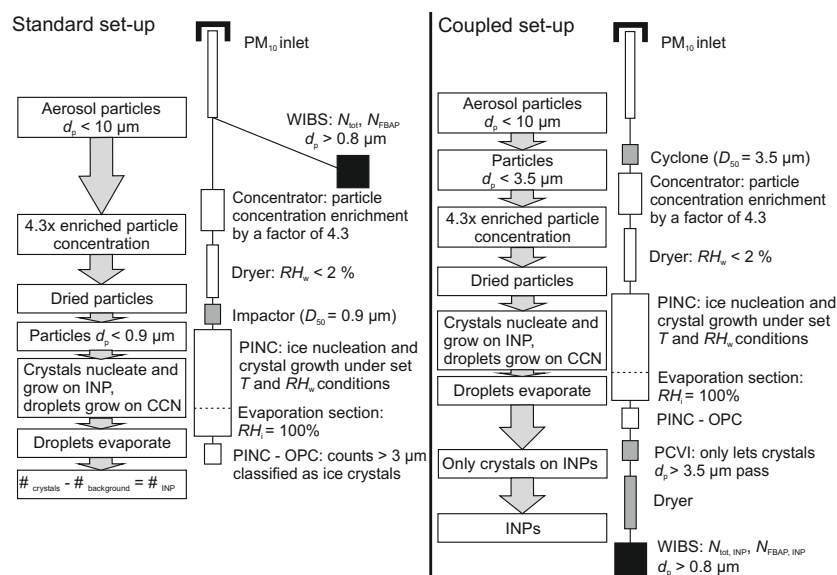 Standard set-up
PM10 inlet
Aerosol particles
dp < 10 µm
WIBS: Ntot, NFBAP
dp > 0.8 µm
Concentrator: particle
concentration enrichment
by a factor of 4.3
4.3x enriched particle
concentration
Dryer: RHw < 2 %
Dried particles
Impactor (D50 = 0.9 µm)
Particles dp < 0.9 µm
PINC: ice nucleation and
crystal growth under set
T and RHw conditions
Crystals nucleate and
grow on INP,
droplets grow on CCN
Evaporation section:
RHi = 100%
Droplets evaporate
PINC - OPC: counts > 3 µm
classified as ice crystals
# crystals - # background = # INP
Coupled set-up
PM10 inlet
Aerosol particles
dp < 10 µm
Particles
dp < 3.5 µm
Cyclone (D50 = 3.5 µm)
Concentrator: particle
concentration enrichment
by a factor of 4.3
4.3x enriched particle
concentration
Dryer: RHw < 2 %
Dried particles
PINC: ice nucleation and
crystal growth under set
T and RHw conditions
Crystals nucleate and
grow on INP,
droplets grow on CCN
Evaporation section:
RHi = 100%
Droplets evaporate
PINC - OPC
PCVI: only lets crystals
dp > 3.5 µm pass
Only crystals on INPs
Dryer
INPs
WIBS: Ntot, INP, NFBAP, INP
dp > 0.8 µm